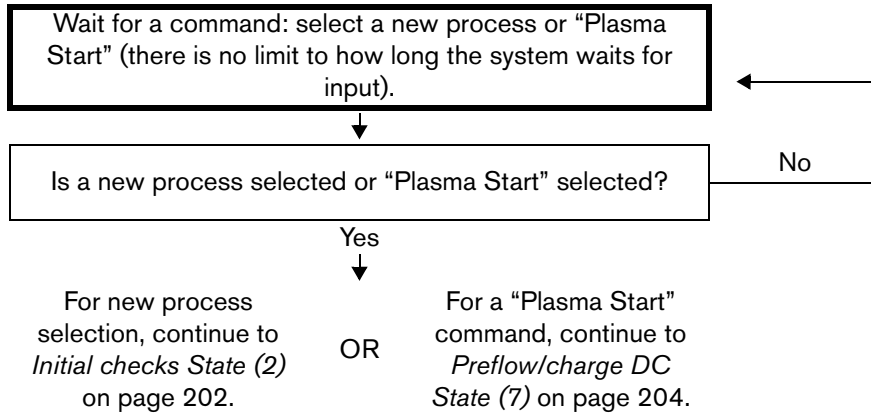 Wait for a command: select a new process or “Plasma
Start” (there is no limit to how long the system waits for
input).
Is a new process selected or “Plasma Start” selected?
No
Yes
For new process
selection, continue to
Initial checks State (2)
on page 202.
OR
For a “Plasma Start”
command, continue to
Preflow/charge DC
State (7) on page 204.